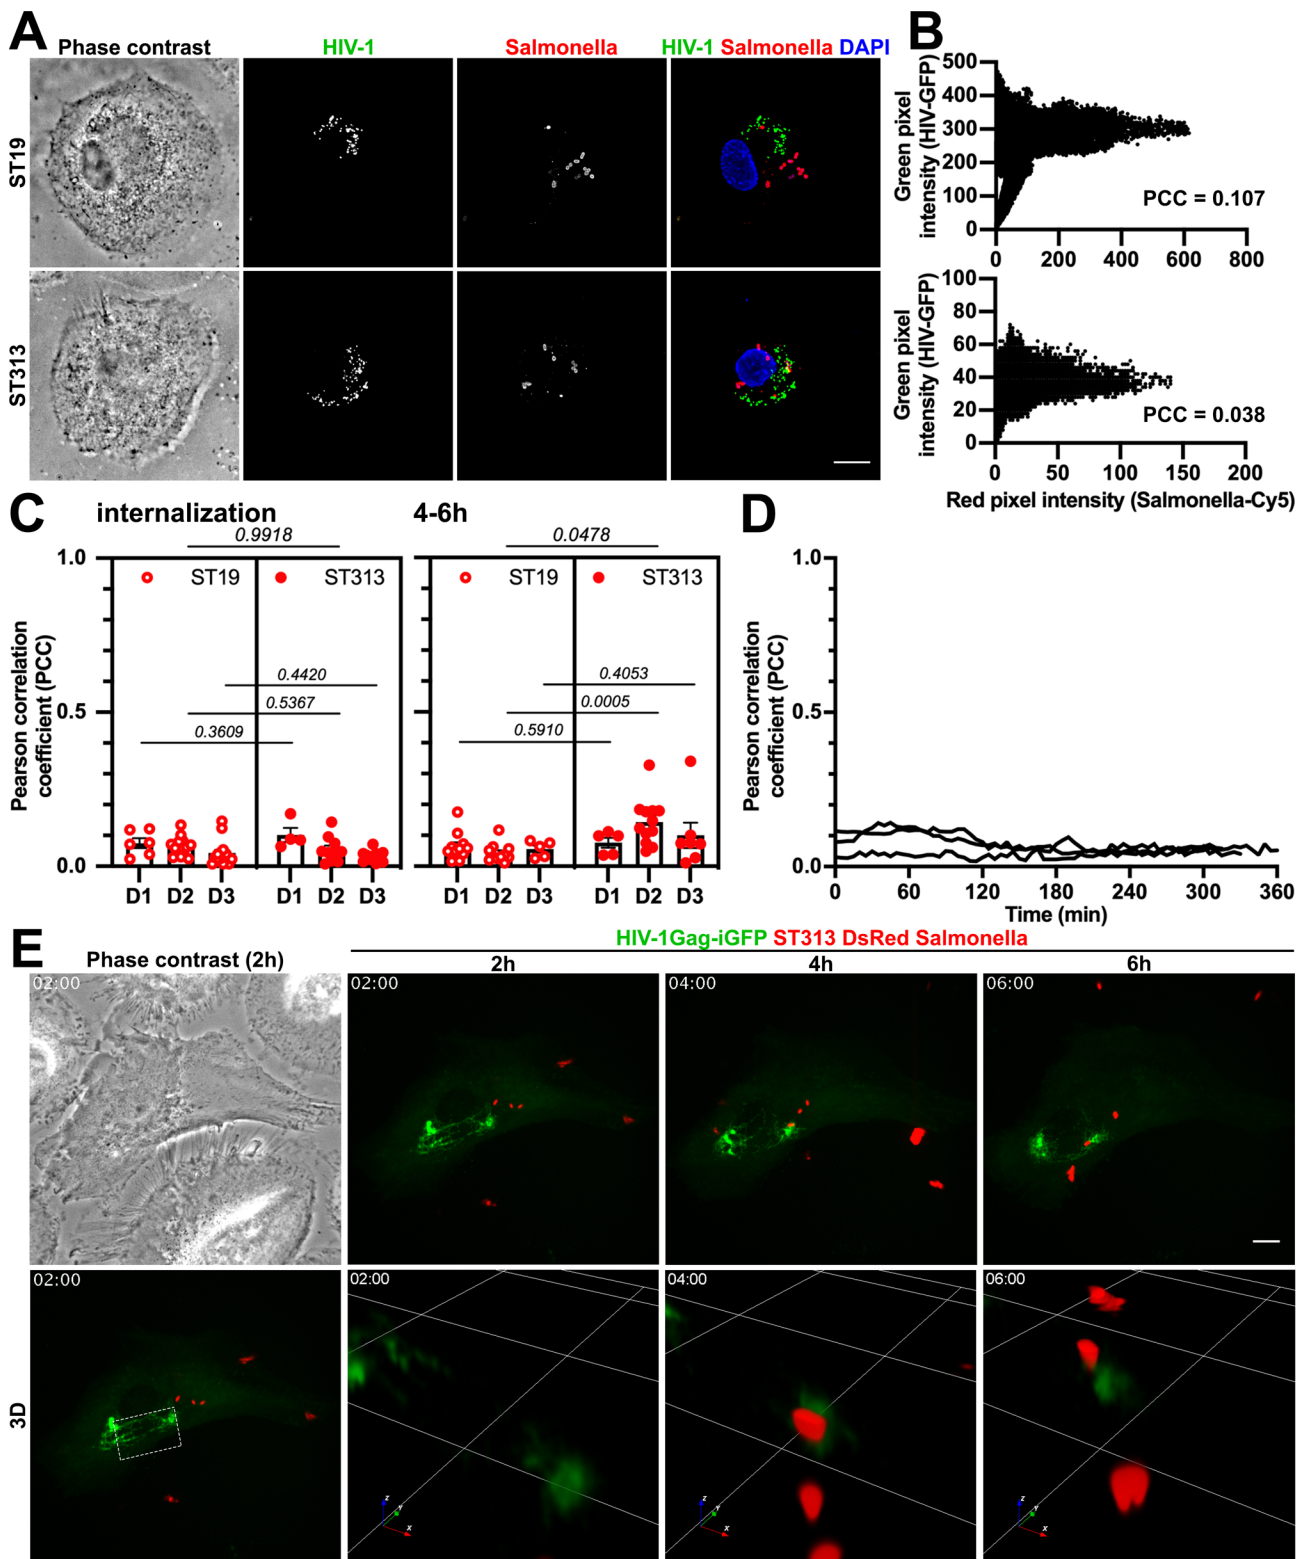 A
Phase contrast
HIV-1
Salmonella
HIV-1 Salmonella DAPI
ST19
ST313
B
Green pixel
intensity (HIV-GFP)
500
400
300
200
100
0
PCC = 0.107
0 200 400 600 800
Green pixel
intensity (HIV-GFP)
100
80
60
40
20
0
PCC = 0.038
0 50 100 150 200
Red pixel intensity (Salmonella-Cy5)
C
internalization
4-6h
0.9918
0.0478
Pearson correlation
coefficient (PCC)
1.0
0.5
0.0
ST19
ST313
ST19
ST313
0.4420
0.5367
0.3609
0.4053
0.0005
0.5910
D1 D2 D3 D1 D2 D3
D1 D2 D3 D1 D2 D3
D
Pearson correlation
coefficient (PCC)
1.0
0.5
0.0
0 60 120 180 240 300 360
Time (min)
E
HIV-1Gag-iGFP ST313 DsRed Salmonella
Phase contrast (2h)
2h
4h
6h
02:00
02:00
04:00
06:00
3D
02:00
02:00
04:00
06:00
z
Y
x
z
Y
x
z
Y
x